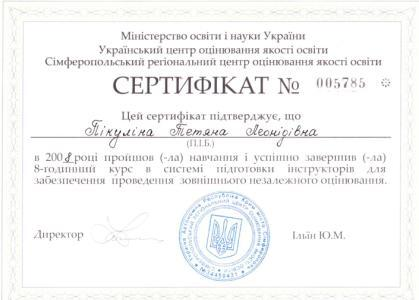 Міністерство освіти і науки України
Український центр оцінювання якості освіти
Сімферопольський регіональний центр оцінювання якості освіти
СЕРТИФІКАТ № 005785
Цей сертифікат підтверджує, що
Пікуліна Тетяна Леонідівна
(П.І.Б.)
в 2008 році пройшов (-ла) навчання і успішно завершив (-ла)
8-годинний курс в системі підготовки інструкторів для
забезпечення проведення зовнішнього незалежного оцінювання.
Директор Ільїн Ю.М.